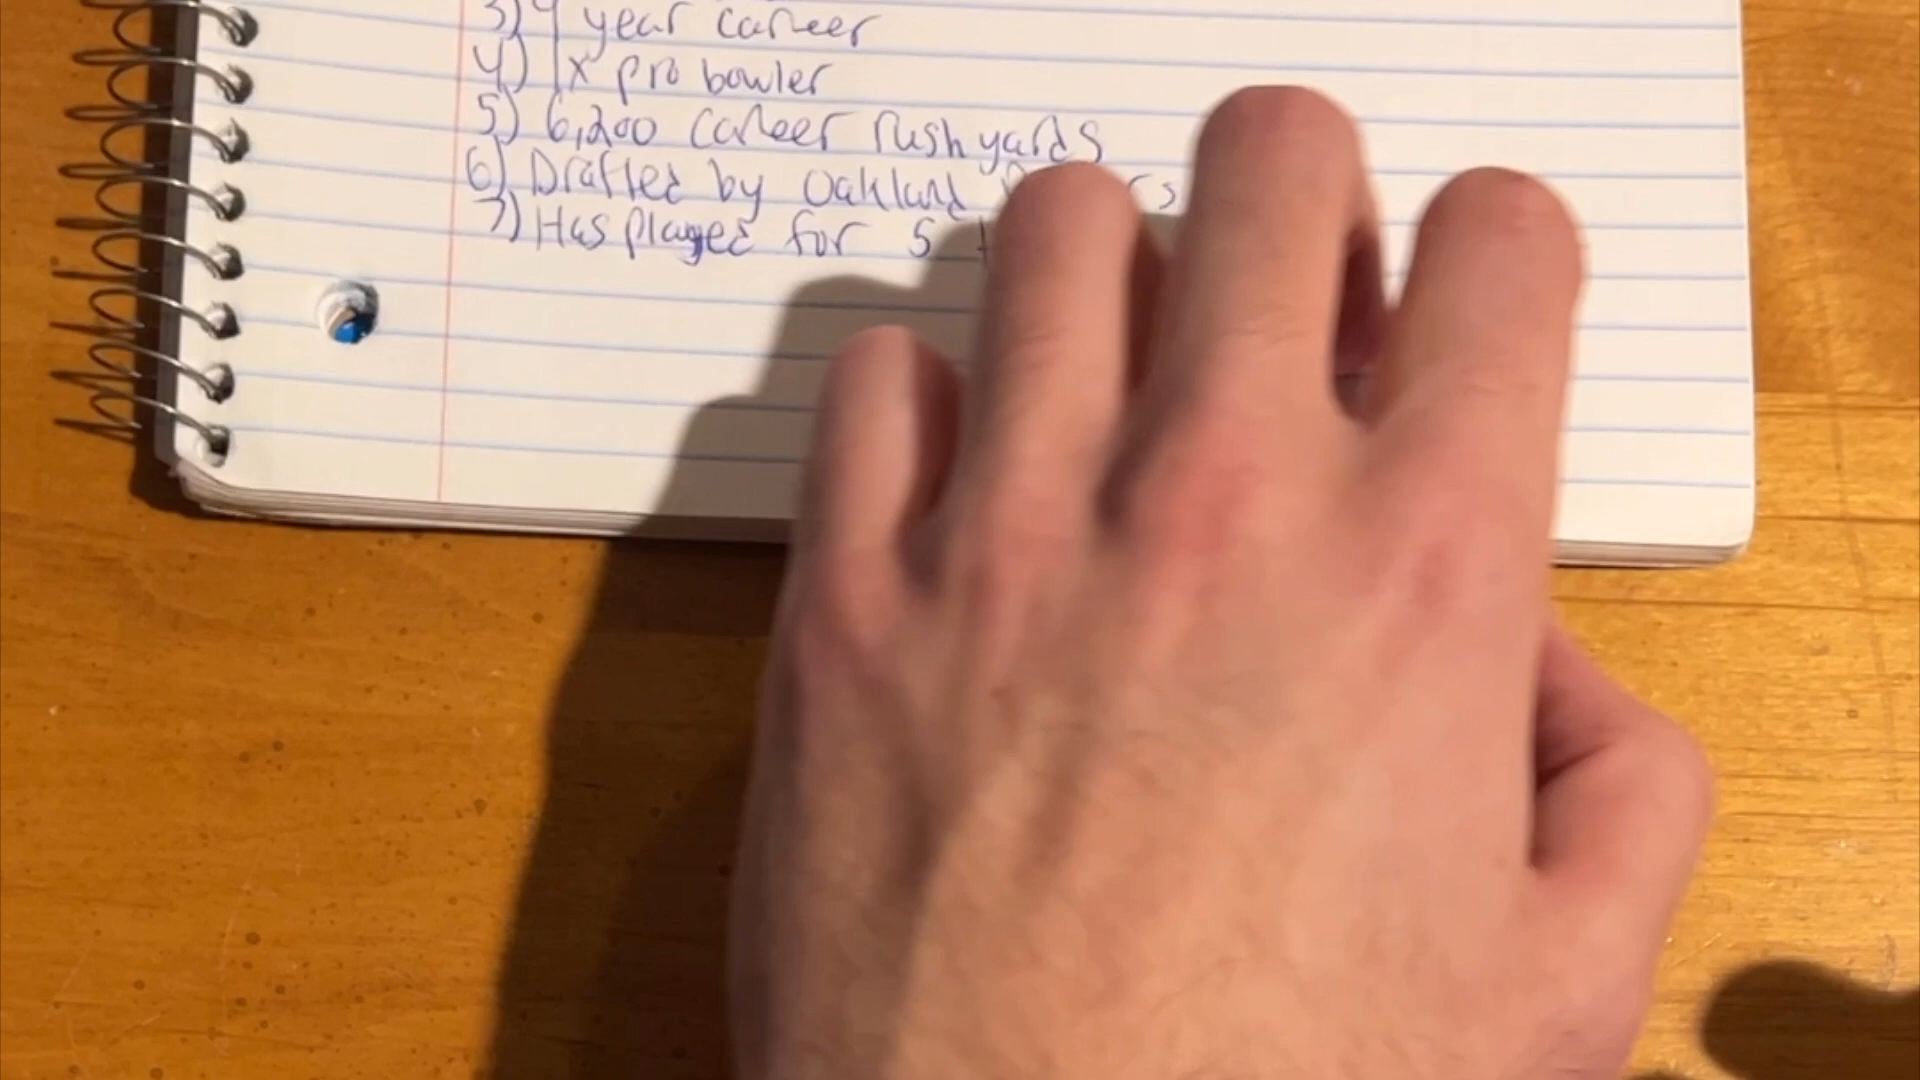 3) 9 year career
4) 1x pro bowler
5) 6,200 career rush yards
6) Drafted by Oakland
7) Has played for 5